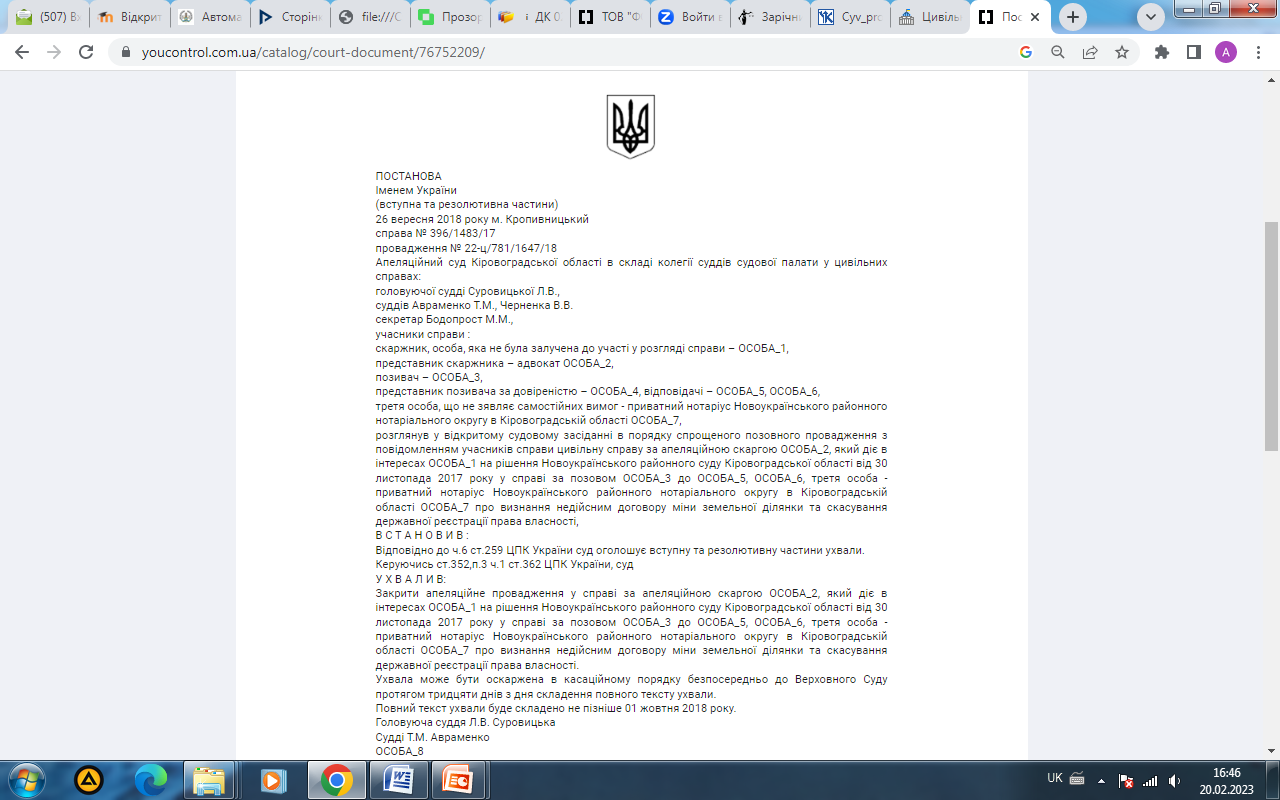 (507) Вх
Відкрит
Автома
Сторінк
file:///C
Прозор
і ДК 0
ТОВ "Ф
Войти в
Зарічн
Cyv_pro
Цивіль
Пос
youcontrol.com.ua/catalog/court-document/76752209/
A
ПОСТАНОВА
Іменем України
(вступна та резолютивна частини)
26 вересня 2018 року м. Кропивницький
справа № 396/1483/17
провадження № 22-ц/781/1647/18
Апеляційний суд Кіровоградської області в складі колегії суддів судової палати у цивільних
справах:
головуючої судді Суровицької Л.В.,
суддів Авраменко Т.М., Черненка В.В.
секретар Бодопрост М.М.,
учасники справи :
скаржник, особа, яка не була залучена до участі у розгляді справи – ОСОБА_1,
представник скаржника – адвокат ОСОБА_2,
позивач – ОСОБА_3,
представник позивача за довіреністю – ОСОБА_4, відповідачі – ОСОБА_5, ОСОБА_6,
третя особа, що не зявляє самостійних вимог - приватний нотаріус Новоукраїнського районного
нотаріального округу в Кіровоградській області ОСОБА_7,
розглянув у відкритому судовому засіданні в порядку спрощеного позовного провадження з
повідомленням учасників справи цивільну справу за апеляційною скаргою ОСОБА_2, який діє в
інтересах ОСОБА_1 на рішення Новоукраїнського районного суду Кіровоградської області від 30
листопада 2017 року у справі за позовом ОСОБА_3 до ОСОБА_5, ОСОБА_6, третя особа -
приватний нотаріус Новоукраїнського районного нотаріального округу в Кіровоградській
області ОСОБА_7 про визнання недійсним договору міни земельної ділянки та скасування
державної реєстрації права власності,
В С Т А Н О В И В :
Відповідно до ч.6 ст.259 ЦПК України суд оголошує вступну та резолютивну частини ухвали.
Керуючись ст.352,п.3 ч.1 ст.362 ЦПК України, суд
У Х В А Л И В:
Закрити апеляційне провадження у справі за апеляційною скаргою ОСОБА_2, який діє в
інтересах ОСОБА_1 на рішення Новоукраїнського районного суду Кіровоградської області від 30
листопада 2017 року у справі за позовом ОСОБА_3 до ОСОБА_5, ОСОБА_6, третя особа -
приватний нотаріус Новоукраїнського районного нотаріального округу в Кіровоградській
області ОСОБА_7 про визнання недійсним договору міни земельної ділянки та скасування
державної реєстрації права власності.
Ухвала може бути оскаржена в касаційному порядку безпосередньо до Верховного Суду
протягом тридцяти днів з дня складення повного тексту ухвали.
Повний текст ухвали буде складено не пізніше 01 жовтня 2018 року.
Головуюча суддя Л.В. Суровицька
Судді Т.М. Авраменко
ОСОБА_8
UK
16:46
20.02.2023